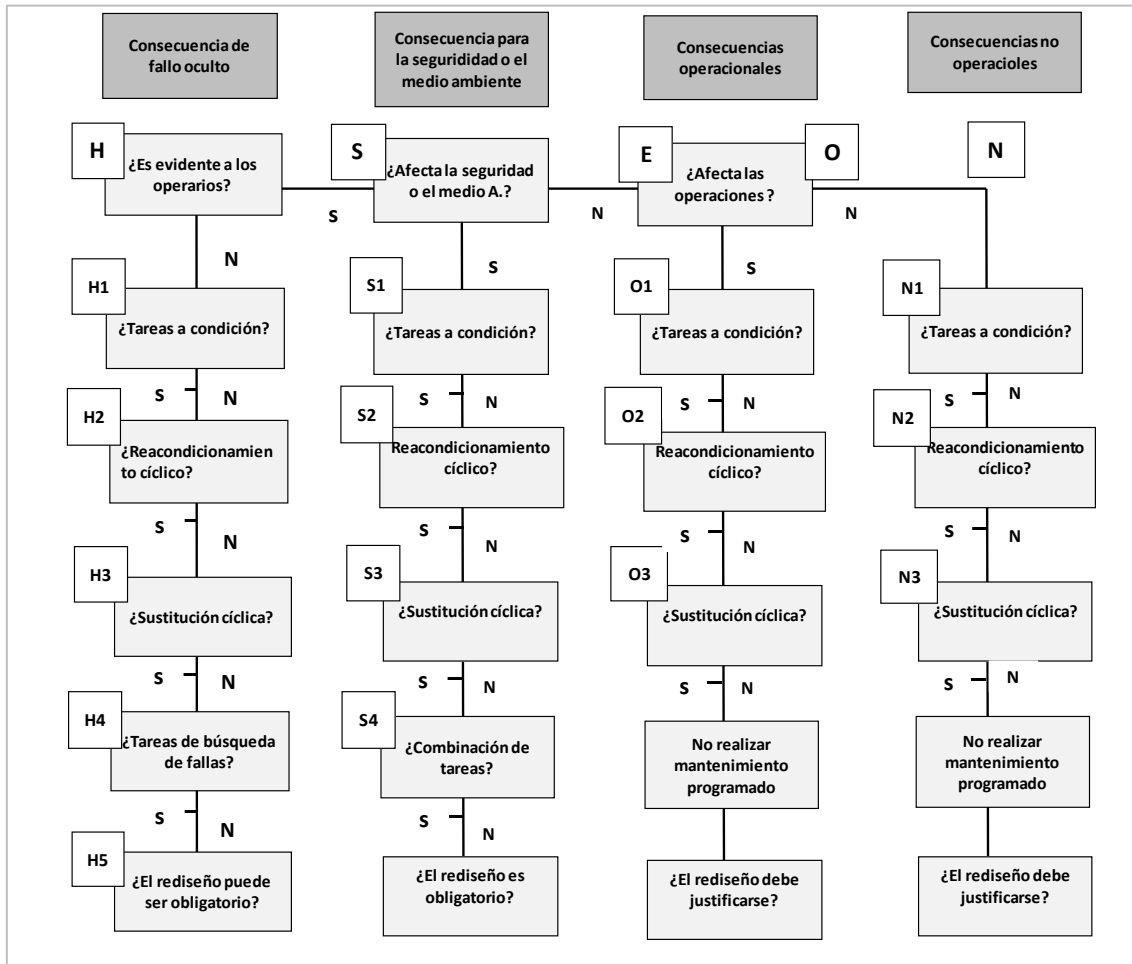 Consecuencia de
fallo oculto
Consecuencia para
la segurididad o el
medio ambiente
Consecuencias
operacionales
Consecuencias no
operacioles
H
¿Es evidente a los
operarios?
S
¿Afecta la seguridad
o el medio A.?
E
¿Afecta las
operaciones ?
O
N
S
N
N
N
S
S
H1
¿Tareas a condición?
S1
¿Tareas a condición?
O1
¿Tareas a condición?
N1
¿Tareas a condición?
S
N
S
N
S
N
S
N
H2
¿Reacondicionamien
to cíclico?
S2
Reacondicionamiento
cíclico?
O2
Reacondicionamiento
cíclico?
N2
Reacondicionamiento
cíclico?
S
N
S
N
S
N
S
N
H3
¿Sustitución cíclica?
S3
¿Sustitución cíclica?
O3
¿Sustitución cíclica?
N3
¿Sustitución cíclica?
S
N
S
N
S
N
S
N
H4
¿Tareas de búsqueda
de fallas?
S4
¿Combinación de
tareas?
No realizar
mantenimiento
programado
No realizar
mantenimiento
programado
S
N
S
N
H5
¿El rediseño puede
ser obligatorio?
¿El rediseño es
obligatorio?
¿El rediseño debe
justificarse?
¿El rediseño debe
justificarse?